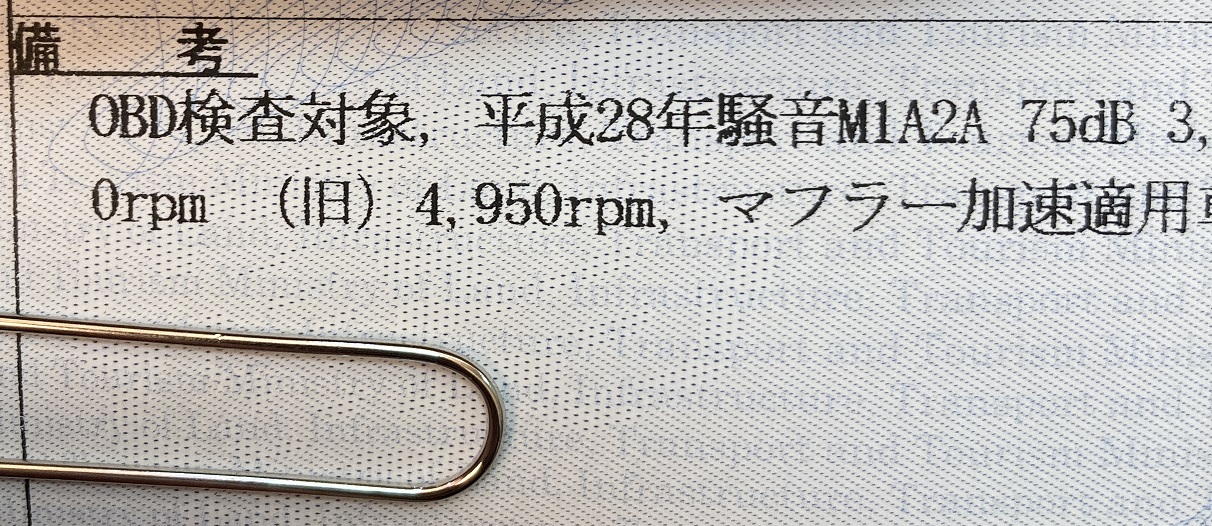 備考
OBD検査対象, 平成28年騒音M1A2A 75dB 3,
0rpm (旧) 4,950rpm, マフラー加速適用